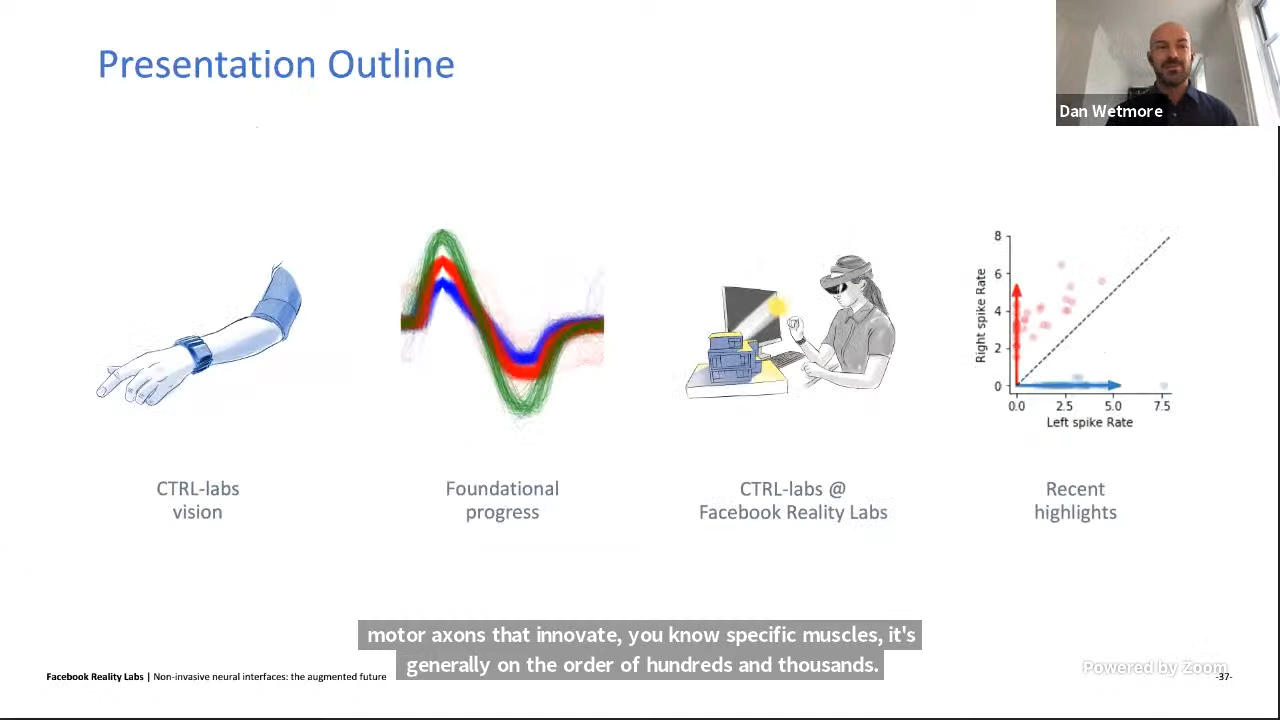 Presentation Outline
Dan Wetmore
8
6
4
2
0
Right spike Rate
0.0 2.5 5.0 7.5
Left spike Rate
CTRL-labs
vision
Foundational
progress
CTRL-labs @
Facebook Reality Labs
Recent
highlights
motor axons that innovate, you know specific muscles, it's
generally on the order of hundreds and thousands.
Facebook Reality Labs | Non-invasive neural interfaces: the augmented future
Powered by Zoom
-37-